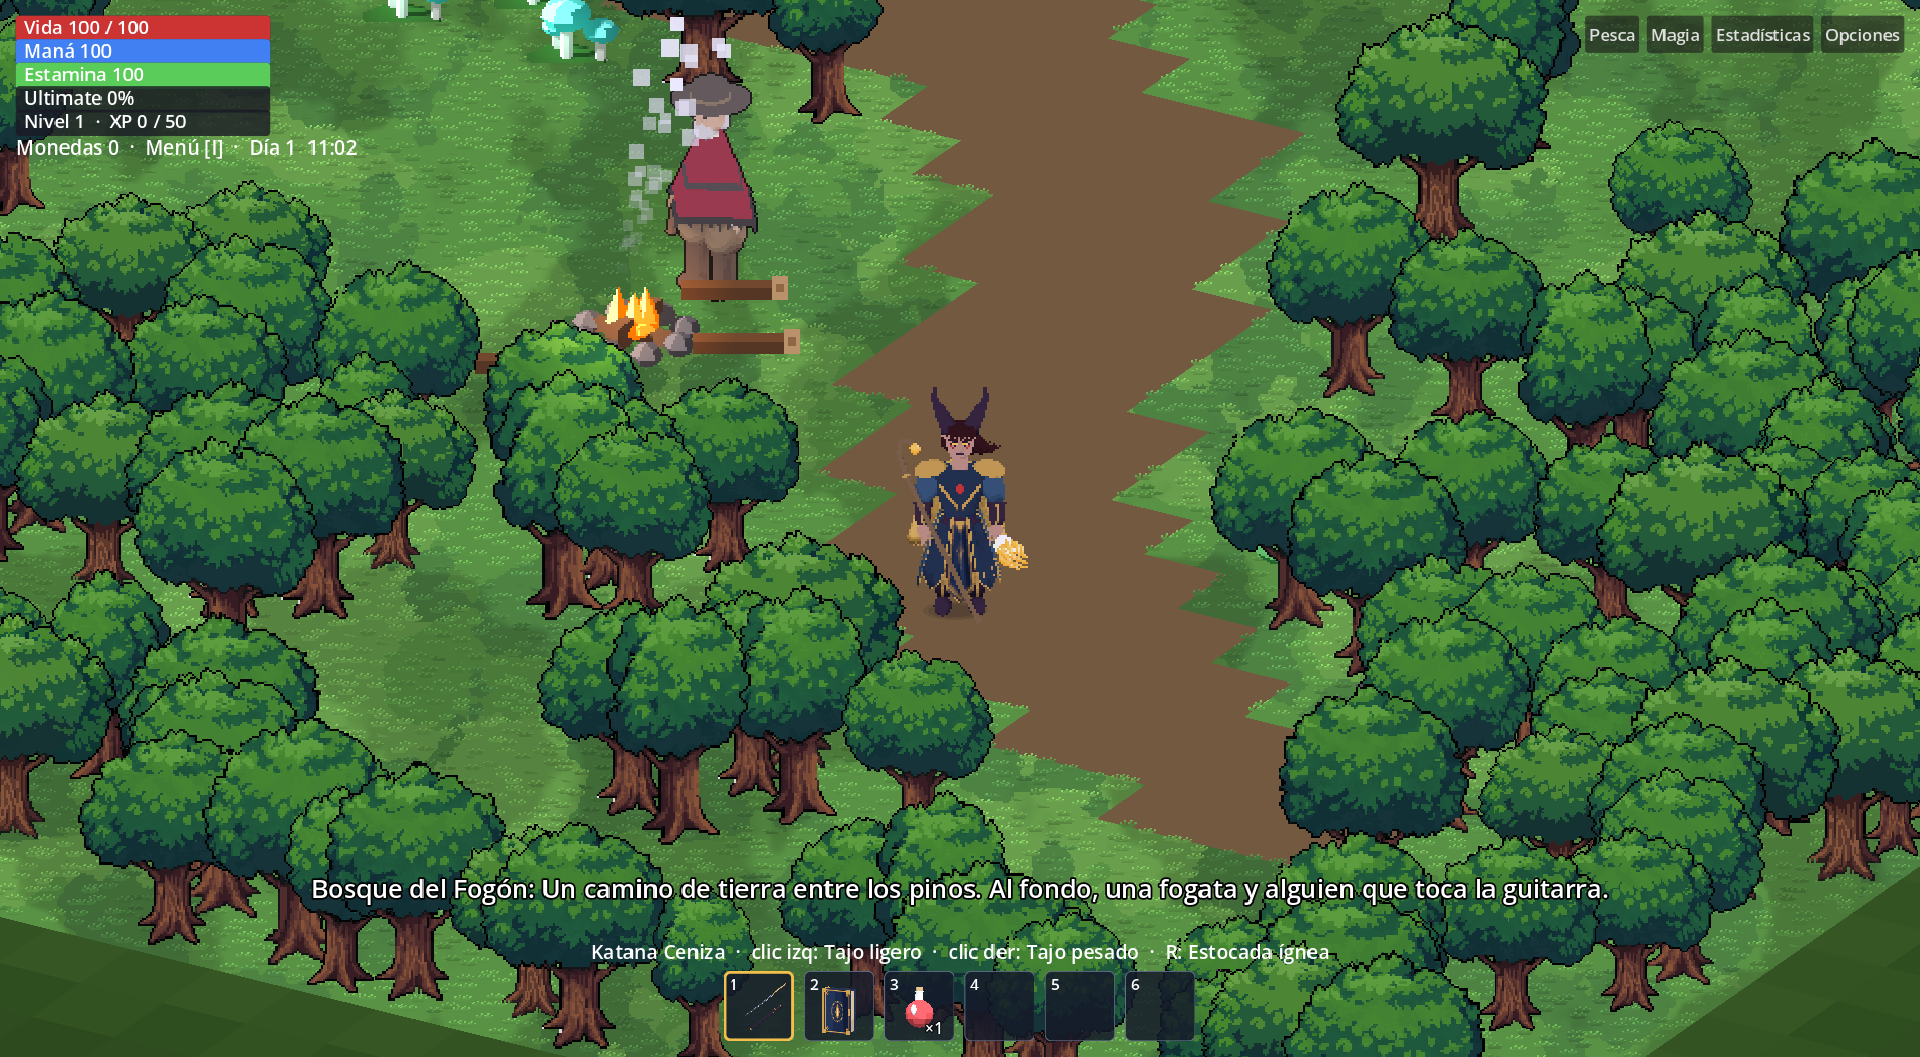 Vida 100 / 100
Maná 100
Estamina 100
Ultimate 0%
Nivel 1 · XP 0 / 50
Monedas 0 · Menú [I] · Día 1 11:02
Pesca Magia Estadísticas Opciones
Bosque del Fogón: Un camino de tierra entre los pinos. Al fondo, una fogata y alguien que toca la guitarra.
Katana Ceniza · clic izq: Tajo ligero · clic der: Tajo pesado · R: Estocada ígnea
1 2 3 4 5 6
×1